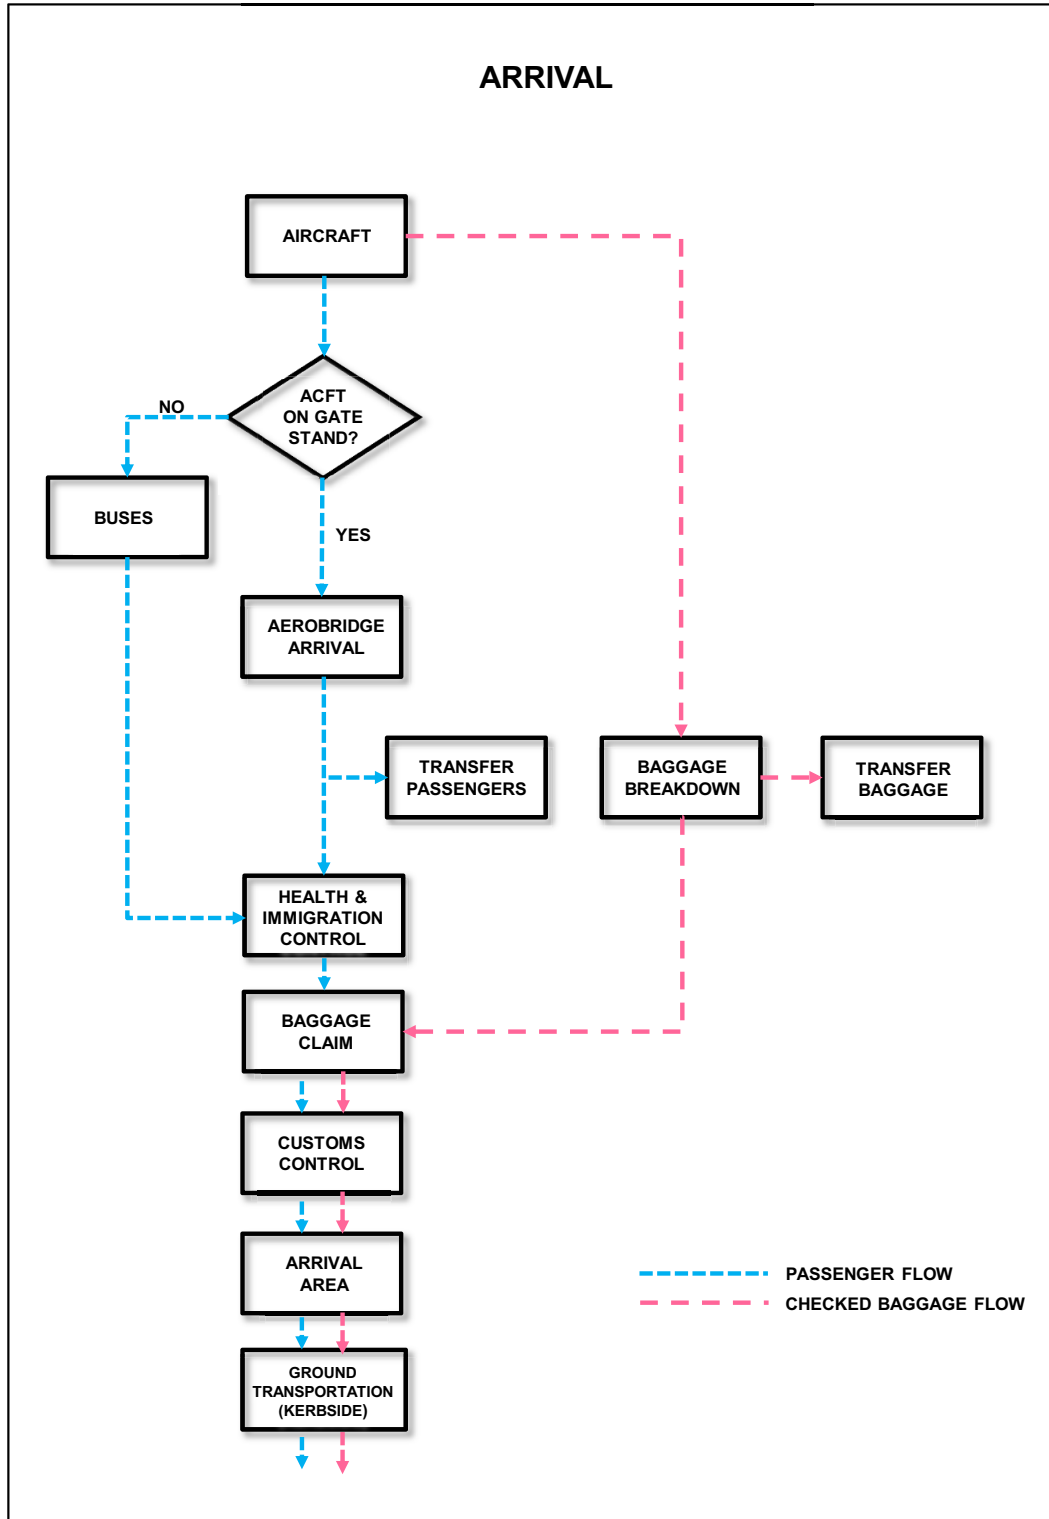 ARRIVAL
AIRCRAFT
ACFT
ON GATE
STAND?
NO
BUSES
YES
AEROBRIDGE
ARRIVAL
TRANSFER
PASSENGERS
BAGGAGE
BREAKDOWN
TRANSFER
BAGGAGE
HEALTH &
IMMIGRATION
CONTROL
BAGGAGE
CLAIM
CUSTOMS
CONTROL
ARRIVAL
AREA
GROUND
TRANSPORTATION
(KERBSIDE)
PASSENGER FLOW
CHECKED BAGGAGE FLOW